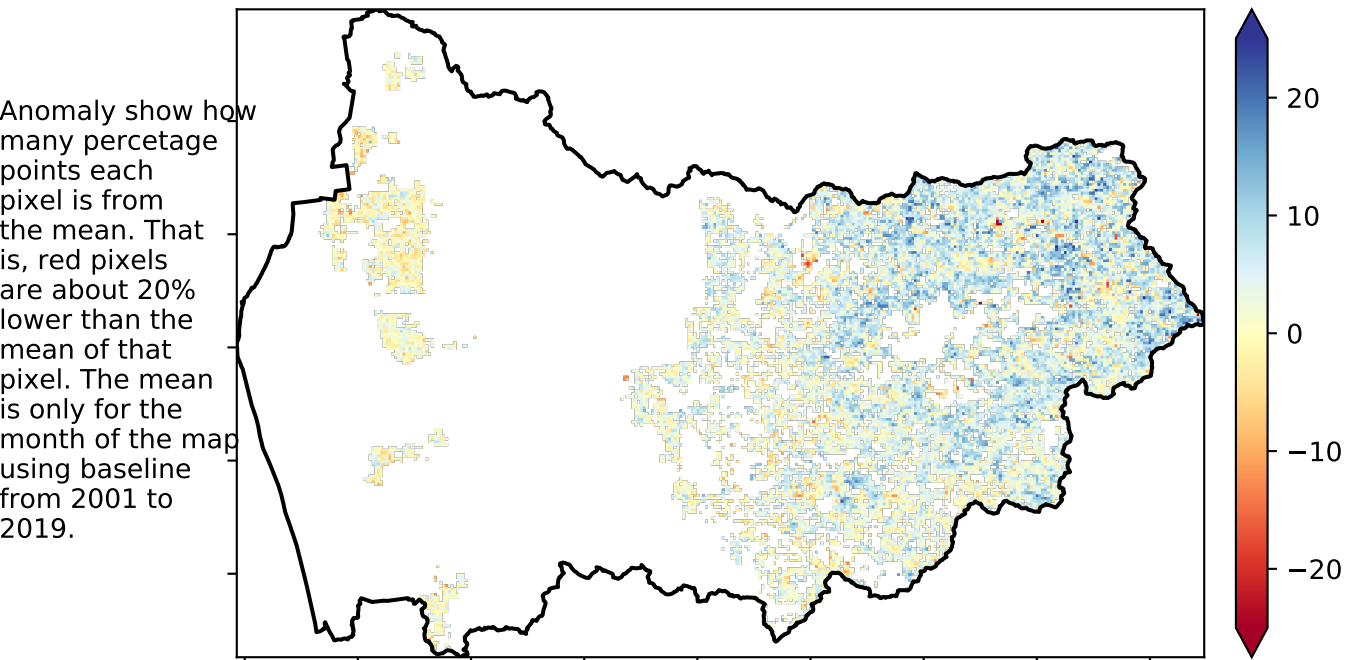 Anomaly show how
many percetage
points each
pixel is from
the mean. That
is, red pixels
are about 20%
lower than the
mean of that
pixel. The mean
is only for the
month of the map
using baseline
from 2001 to
2019.
20
10
0
−10
−20